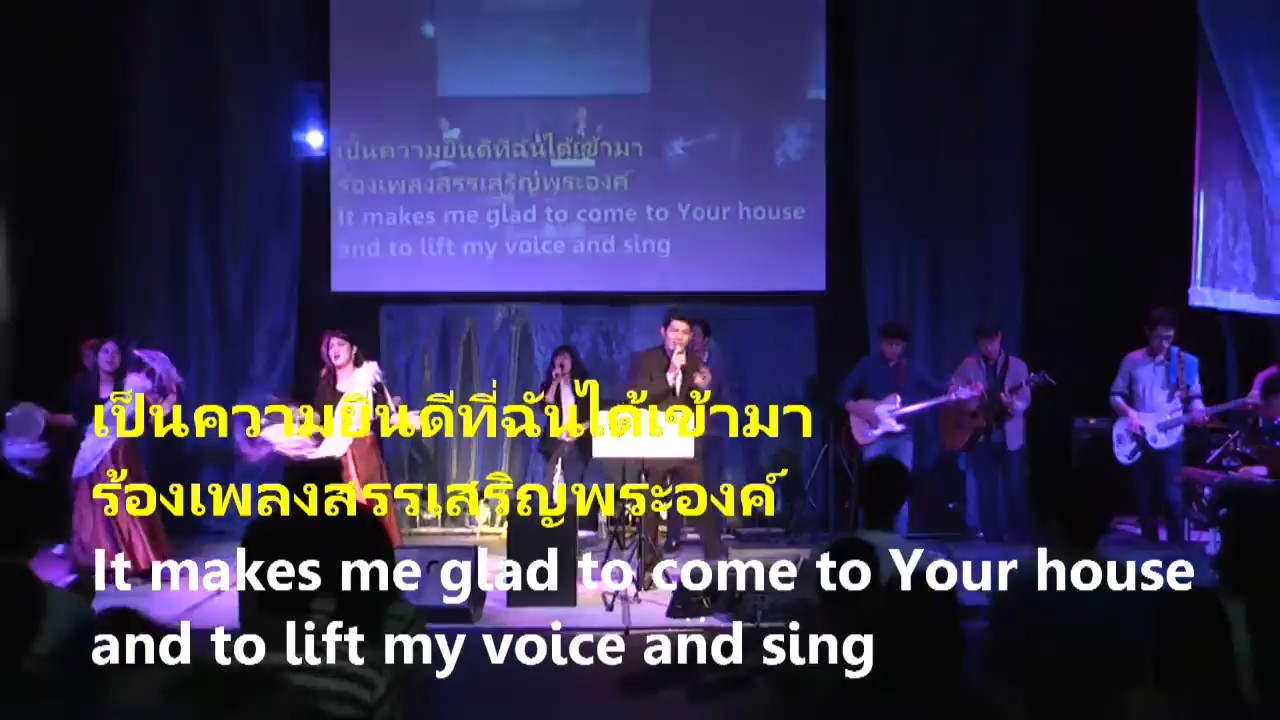 เป็นความยินดีที่ฉันได้เข้ามา
ร้องเพลงสรรเสริญพระองค์
It makes me glad to come to Your house
and to lift my voice and sing
เป็นความยินดีที่ฉันได้เข้ามา
ร้องเพลงสรรเสริญพระองค์
It makes me glad to come to Your house
and to lift my voice and sing